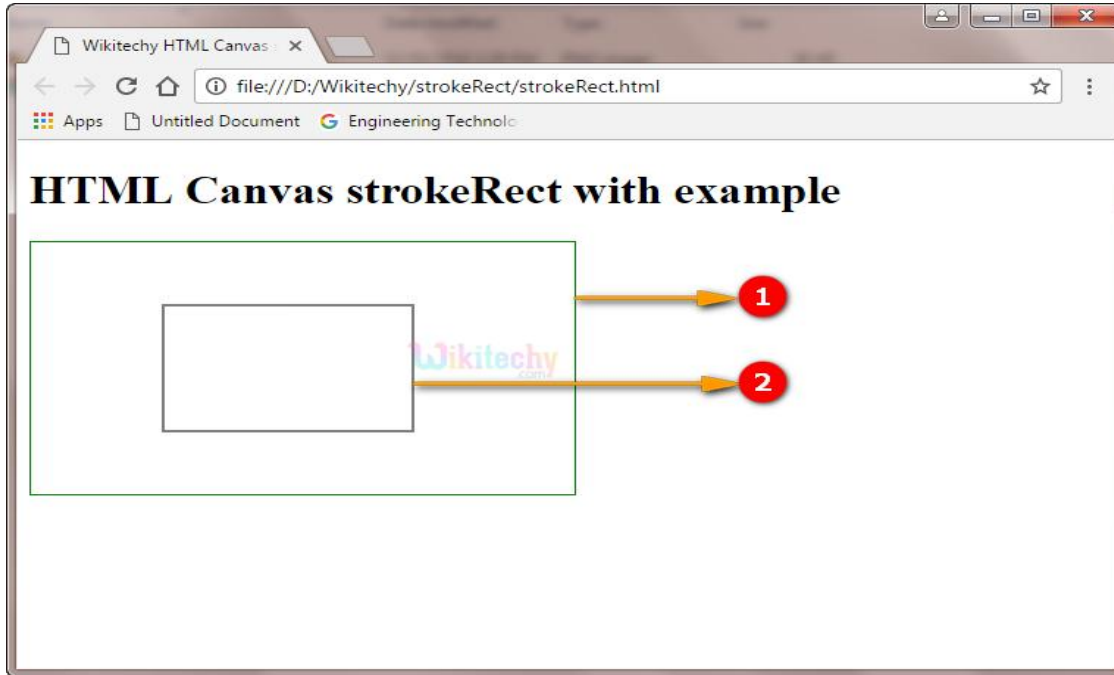 Wikitechy HTML Canvas
file:///D:/Wikitechy/strokeRect/strokeRect.html
Apps Untitled Document G Engineering Technolo
HTML Canvas strokeRect with example
1
Wikitechy
.com
2